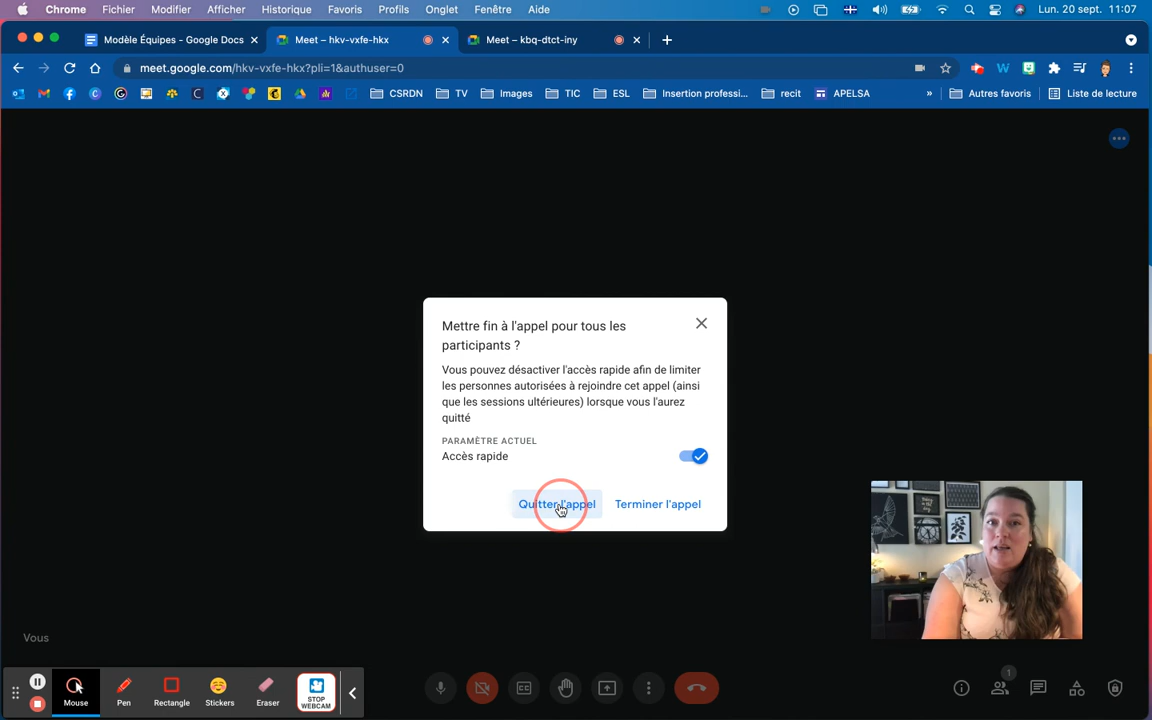 Chrome Fichier Modifier Afficher Historique Favoris Profils Onglet Fenêtre Aide Lun. 20 sept. 11:07
Modèle Équipes - Google Docs Meet – hkv-vxfe-hkx Meet – kbq-dtct-iny
meet.google.com/hkv-vxfe-hkx?pli=1&authuser=0
CSRDN TV Images TIC ESL Insertion professi... recit APELSA » Autres favoris Liste de lecture
Mettre fin à l'appel pour tous les
participants ?
Vous pouvez désactiver l'accès rapide afin de limiter
les personnes autorisées à rejoindre cet appel (ainsi
que les sessions ultérieures) lorsque vous l'aurez
quitté
PARAMÈTRE ACTUEL
Accès rapide
Quitter l'appel Terminer l'appel
Vous
1
Mouse Pen Rectangle Stickers Eraser STOP WEBCAM